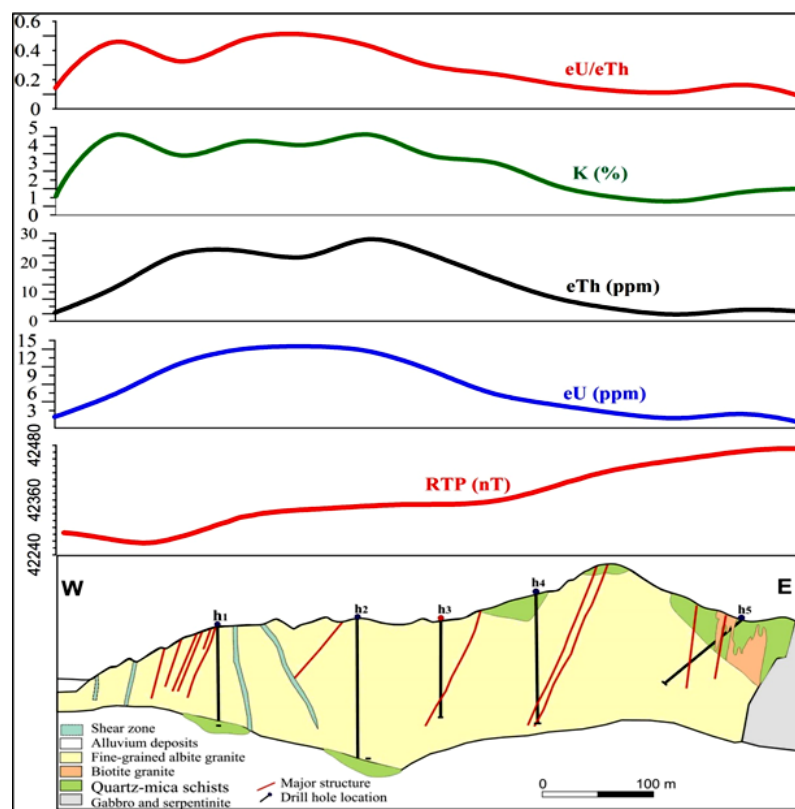 0.6
0.4
0.2
0
eU/eTh
5
4
3
2
1
0
K (%)
30
20
10
0
eTh (ppm)
15
12
9
6
3
eU (ppm)
42480
42360
42240
RTP (nT)
W
E
h1
h2
h3
h4
h5
Shear zone
Alluvium deposits
Fine-grained albite granite
Biotite granite
Quartz-mica schists
Gabbro and serpentinite
Major structure
Drill hole location
0 100 m